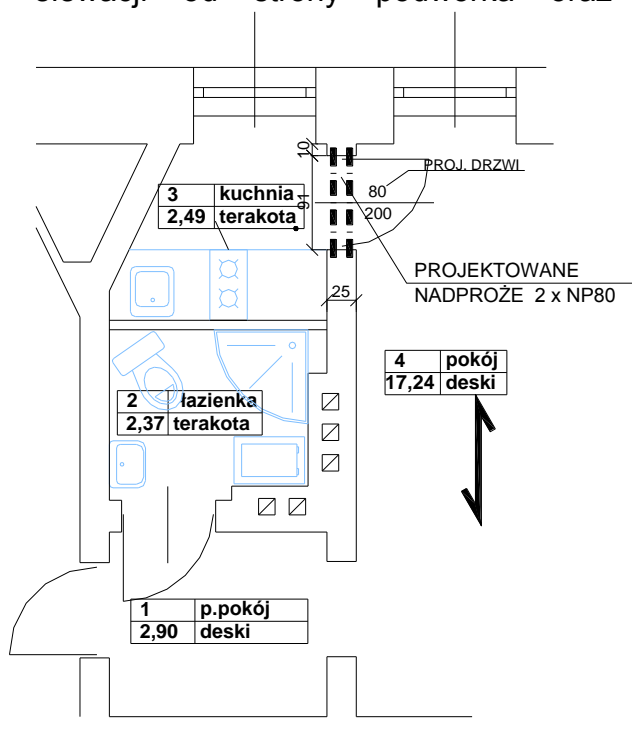 elewacji od strony podwórka oraz
10
PROJ. DRZWI
3 kuchnia
2,49 terakota
91
80
200
PROJEKTOWANE
NADPROŻE 2 x NP80
25
4 pokój
17,24 deski
2 łazienka
2,37 terakota
1 p.pokój
2,90 deski